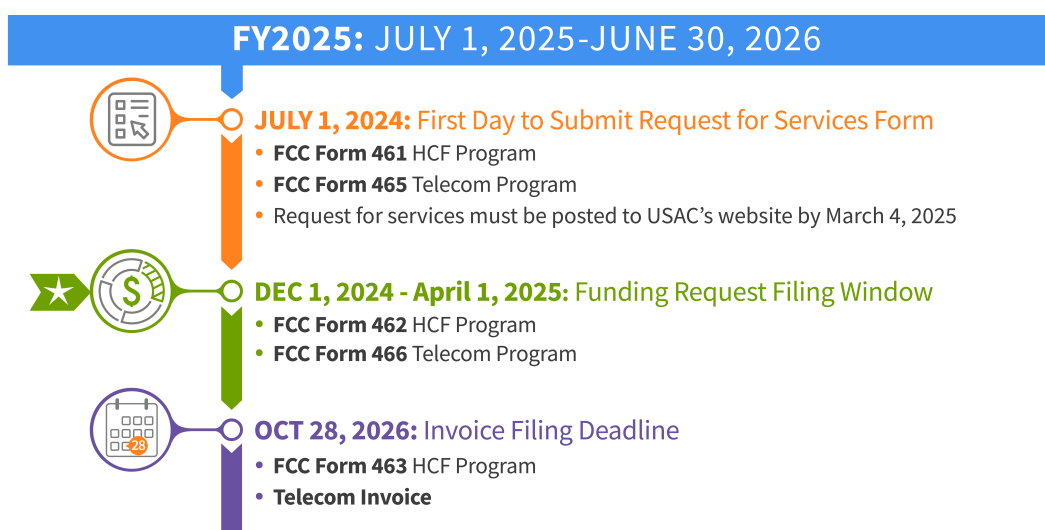 FY2025: JULY 1, 2025-JUNE 30, 2026
JULY 1, 2024: First Day to Submit Request for Services Form
• FCC Form 461 HCF Program
• FCC Form 465 Telecom Program
• Request for services must be posted to USAC’s website by March 4, 2025
$
DEC 1, 2024 - April 1, 2025: Funding Request Filing Window
• FCC Form 462 HCF Program
• FCC Form 466 Telecom Program
28
OCT 28, 2026: Invoice Filing Deadline
• FCC Form 463 HCF Program
• Telecom Invoice